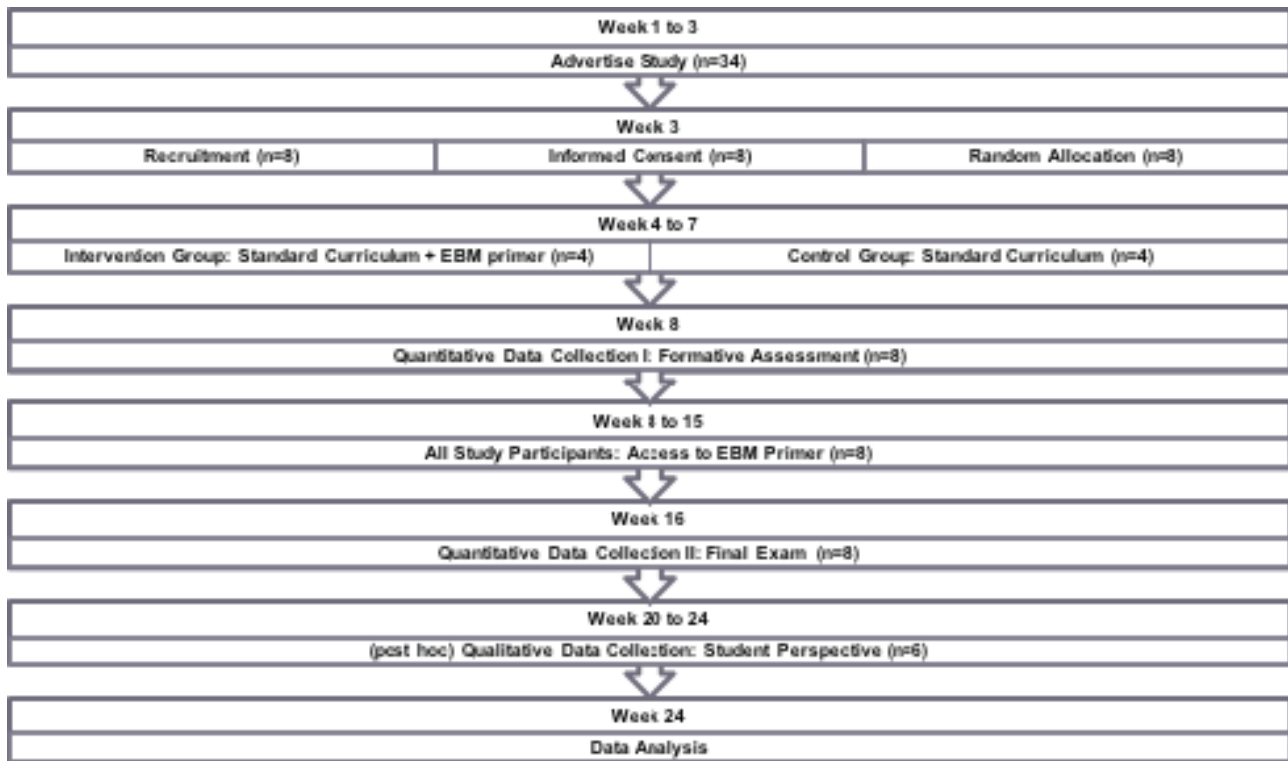 Week 1 to 3
Advertise Study (n=34)
Week 3
Recruitment (n=8)
Informed Consent (n=8)
Random Allocation (n=8)
Week 4 to 7
Intervention Group: Standard Curriculum + EBM primer (n=4)
Control Group: Standard Curriculum (n=4)
Week 8
Quantitative Data Collection I: Formative Assessment (n=8)
Week 8 to 15
All Study Participants: Access to EBM Primer (n=8)
Week 16
Quantitative Data Collection II: Final Exam (n=8)
Week 20 to 24
(post hoc) Qualitative Data Collection: Student Perspective (n=6)
Week 24
Data Analysis